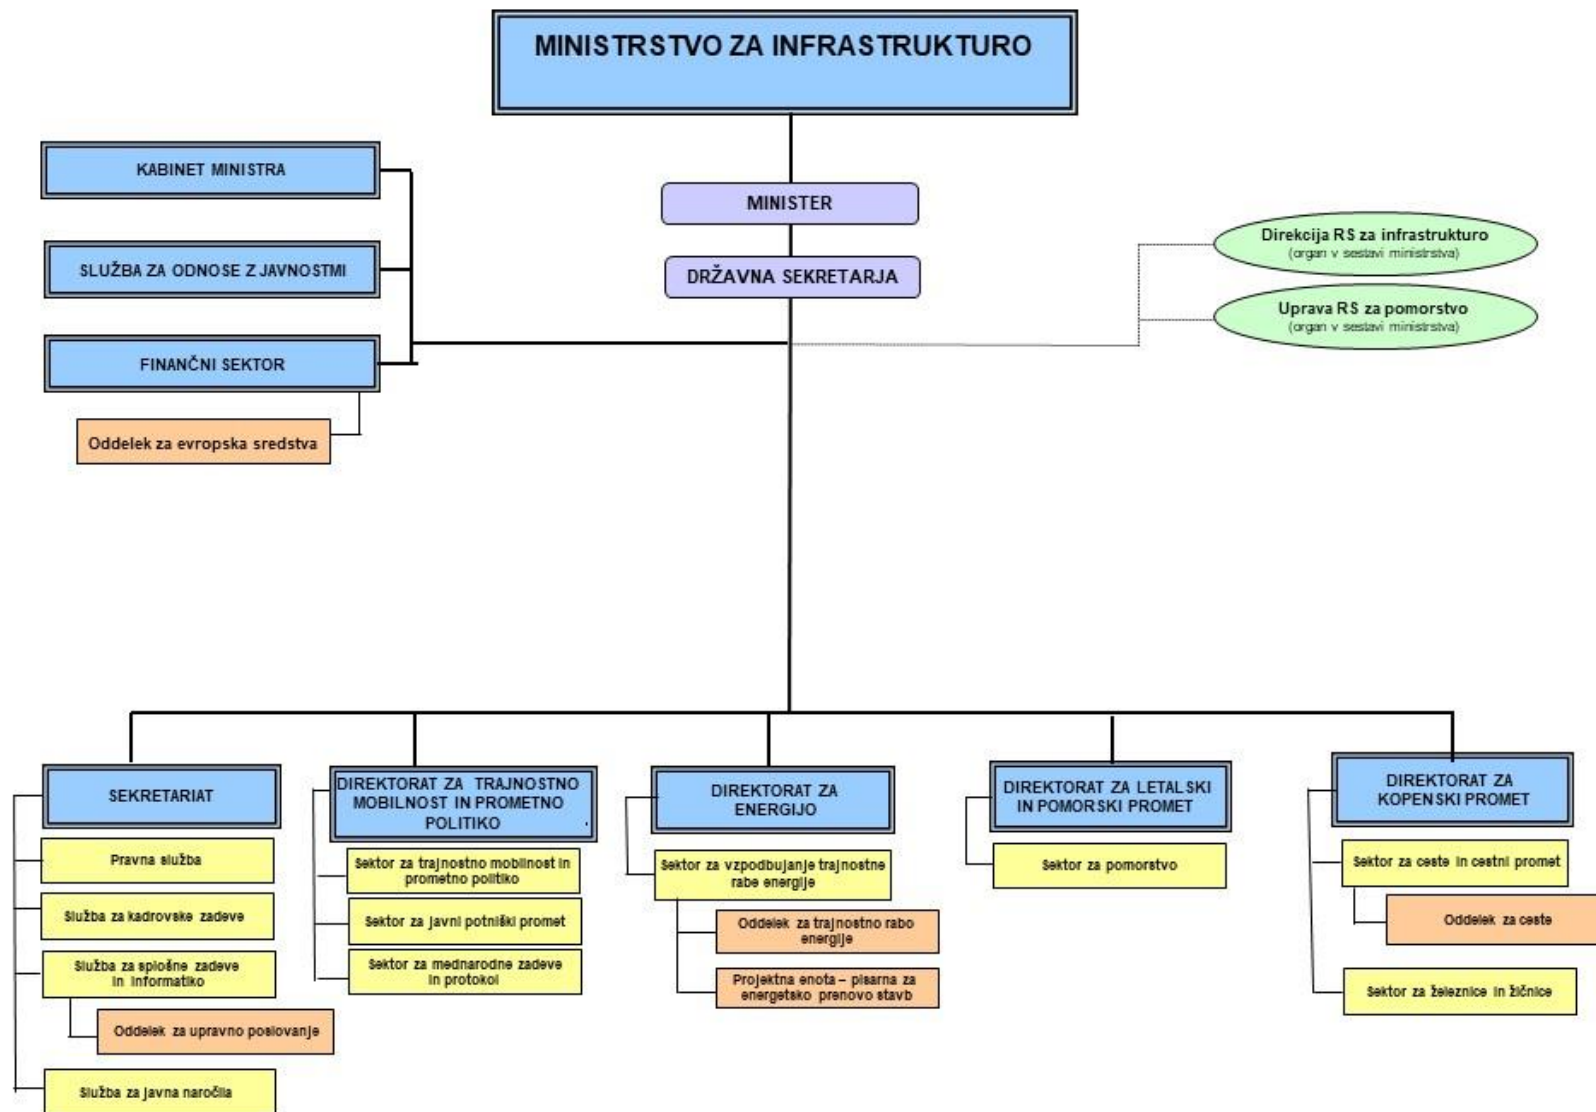 MINISTRSTVO ZA INFRASTRUKTURO
KABINET MINISTRA
MINISTER
SLUŽBA ZA ODNOSE Z JAVNOSTMI
DRŽAVNA SEKRETARJA
Direkcija RS za infrastrukturo
(organ v sestavi ministrstva)
Uprava RS za pomorstvo
(organ v sestavi ministrstva)
FINANČNI SEKTOR
Oddelek za evropska sredstva
SEKRETARIAT
Pravna služba
Služba za kadrovske zadeve
Služba za splošne zadeve
in informatiko
Oddelek za upravno poslovanje
Služba za javna naročila
DIREKTORAT ZA TRAJNOSTNO
MOBILNOST IN PROMETNO
POLITIKO
Sektor za trajnostno mobilnost in
prometno politiko
Sektor za javni potniški promet
Sektor za mednarodne zadeve
in protokol
DIREKTORAT ZA
ENERGIJO
Sektor za vzpodbujanje trajnostne
rabe energije
Oddelek za trajnostno rabo
energije
Projektna enota – pisarna za
energetsko prenovo stavb
DIREKTORAT ZA LETALSKI
IN POMORSKI PROMET
Sektor za pomorstvo
DIREKTORAT ZA
KOPENSKI PROMET
Sektor za ceste in cestni promet
Oddelek za ceste
Sektor za železnice in žičnice